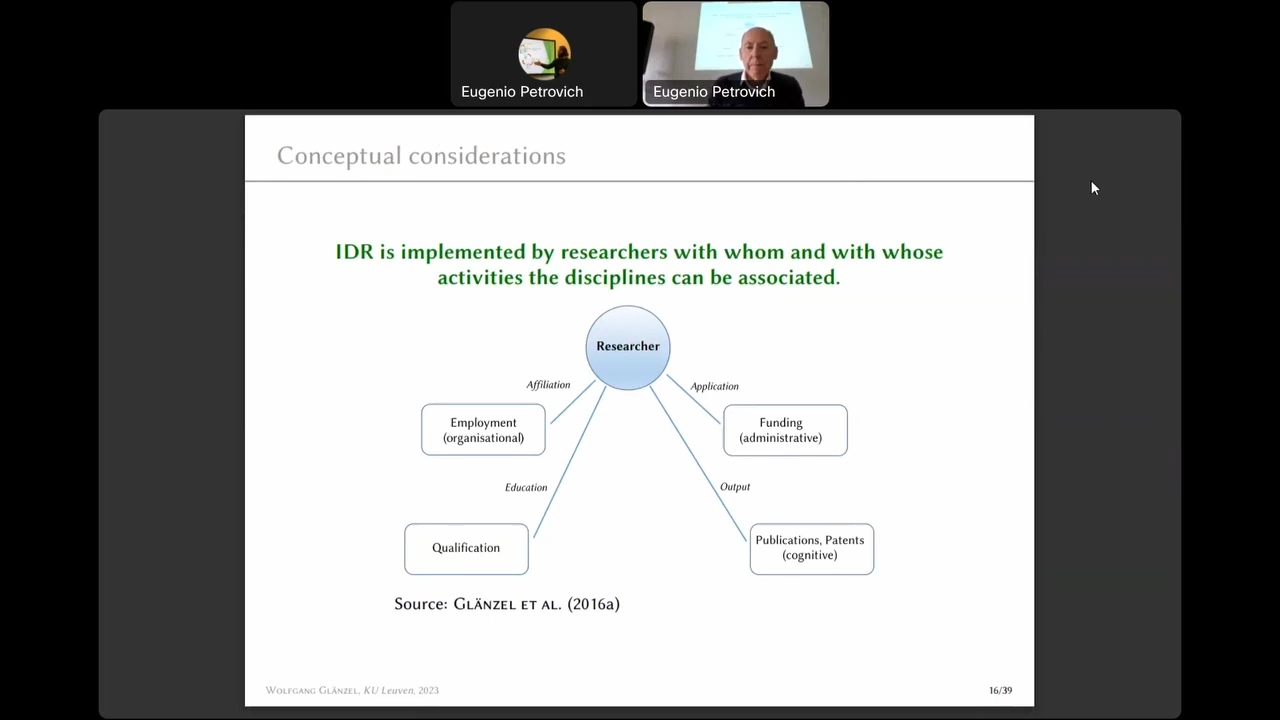 Eugenio Petrovich
Eugenio Petrovich
Conceptual considerations
IDR is implemented by researchers with whom and with whose
activities the disciplines can be associated.
Researcher
Affiliation
Application
Employment
(organisational)
Funding
(administrative)
Education
Output
Qualification
Publications, Patents
(cognitive)
Source: GLÄNZEL ET AL. (2016a)
WOLFGANG GLÄNZEL, KU Leuven, 2023
16/39